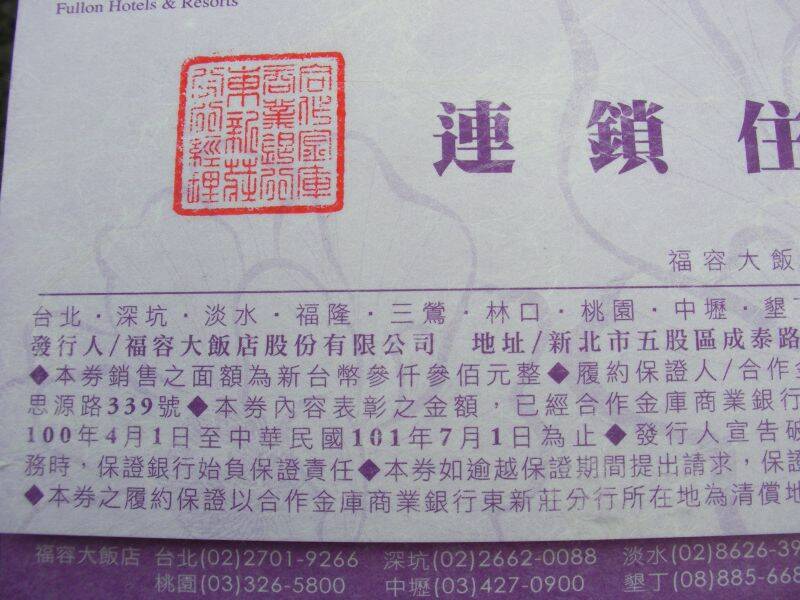 Fullon Hotels & Resorts
合作金庫
商業銀行
東新莊
分行經理
連鎖住
福容大飯
台北・深坑・淡水・福隆・三鶯・林口・桃園・中壢・墾丁
發行人/福容大飯店股份有限公司 地址/新北市五股區成泰路
◆本券銷售之面額為新台幣參仟參佰元整◆履約保證人/合作金
思源路339號◆本券內容表彰之金額，已經合作金庫商業銀行
100年4月1日至中華民國101年7月1日為止◆發行人宣告破
務時，保證銀行始負保證責任◆本券如逾越保證期間提出請求，保證
◆本券之履約保證以合作金庫商業銀行東新莊分行所在地為清償地
福容大飯店 台北(02)2701-9266 深坑(02)2662-0088 淡水(02)8626-39
桃園(03)326-5800 中壢(03)427-0900 墾丁(08)885-668